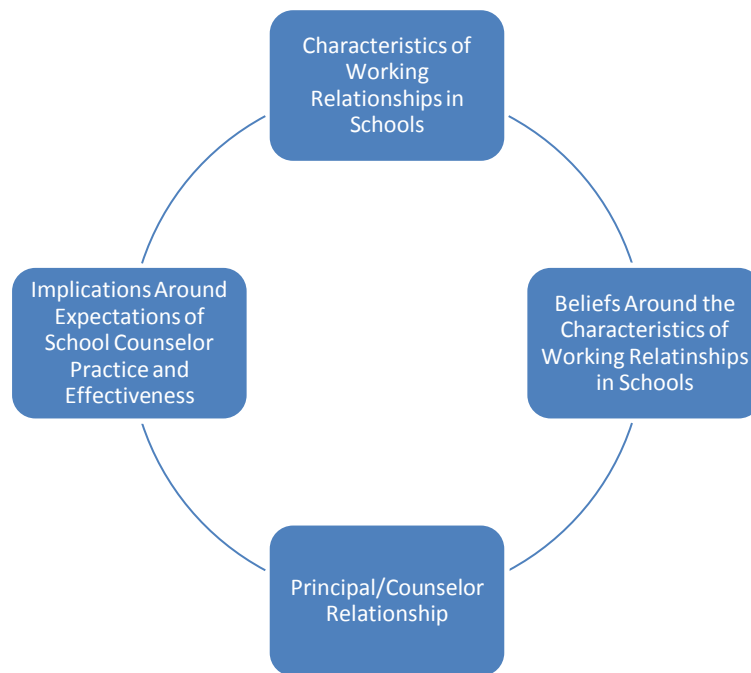 Characteristics of
Working
Relationships in
Schools
Implications Around
Expectations of
School Counselor
Practice and
Effectiveness
Beliefs Around the
Characteristics of
Working Relatinships
in Schools
Principal/Counselor
Relationship